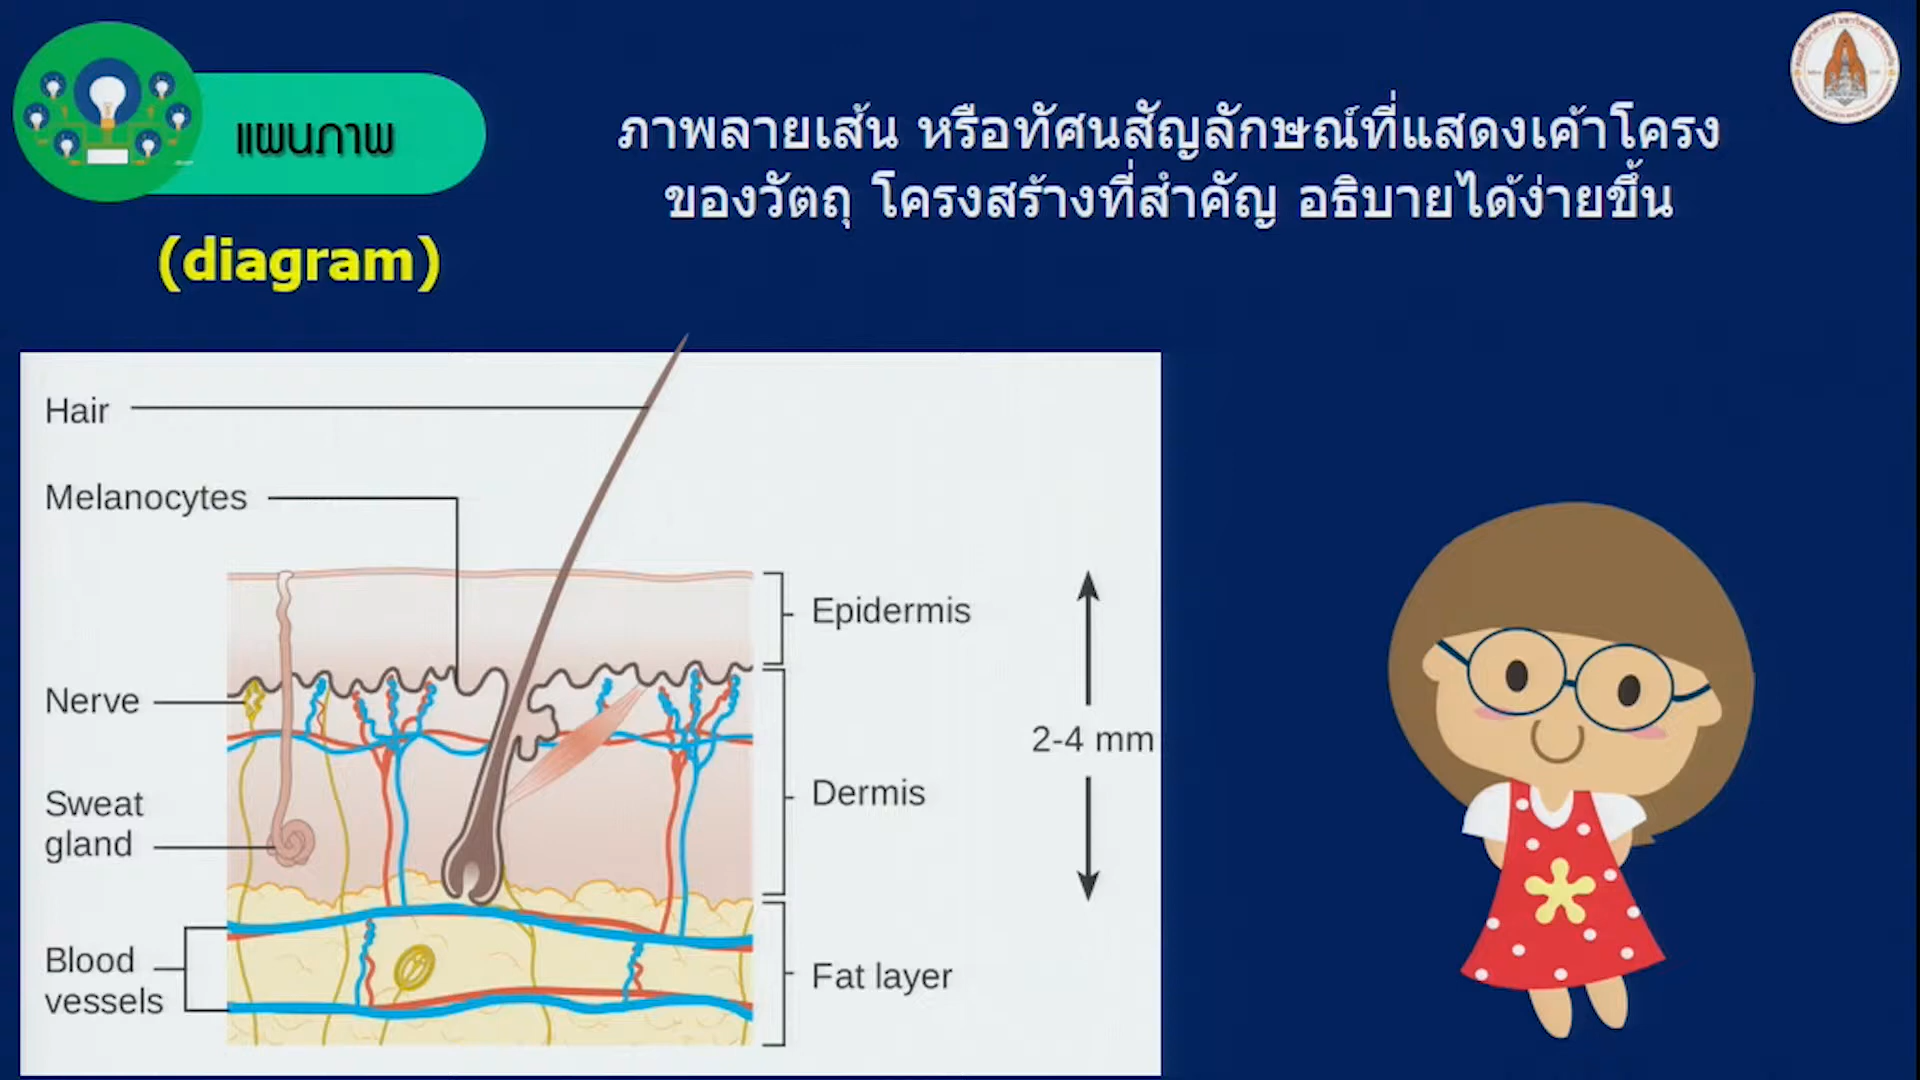 แผนภาพ
(diagram)
ภาพลายเส้น หรือทัศนสัญลักษณ์ที่แสดงเค้าโครง
ของวัตถุ โครงสร้างที่สำคัญ อธิบายได้ง่ายขึ้น
Hair
Melanocytes
Nerve
Sweat
gland
Blood
vessels
Epidermis
Dermis
Fat layer
2-4 mm